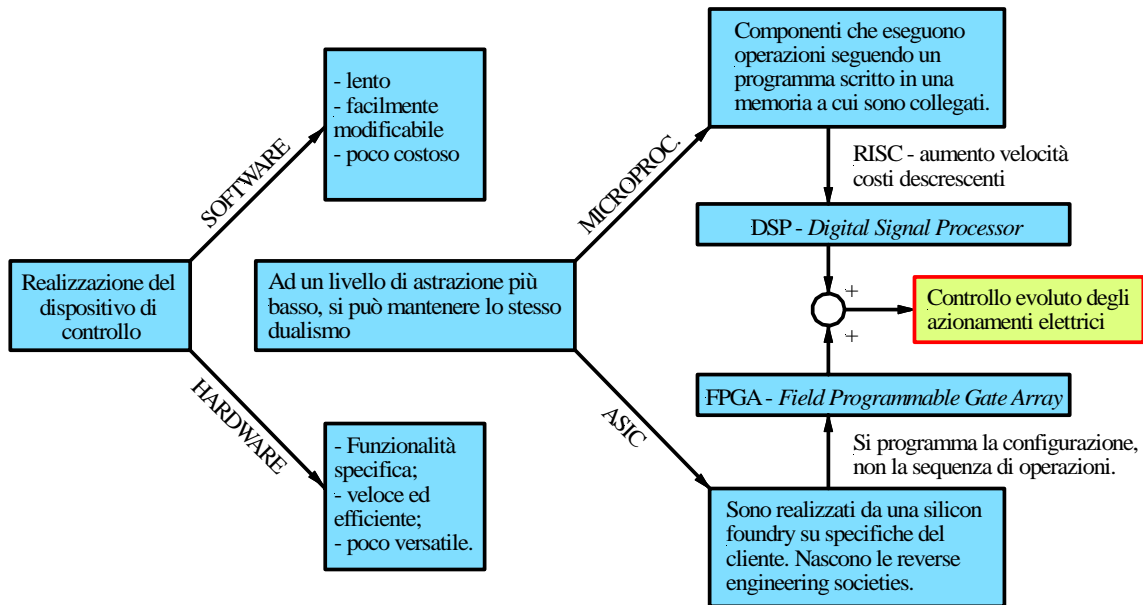 Realizzazione del
dispositivo di
controllo
SOFTWARE
- lento
- facilmente
modificabile
- poco costoso
HARDWARE
- Funzionalità
specifica;
- veloce ed
efficiente;
- poco versatile.
Ad un livello di astrazione più
basso, si può mantenere lo stesso
dualismo
MICROPROC.
Componenti che eseguono
operazioni seguendo un
programma scritto in una
memoria a cui sono collegati.
RISC - aumento velocità
costi descrescenti
DSP - Digital Signal Processor
+
+
Controllo evoluto degli
azionamenti elettrici
FPGA - Field Programmable Gate Array
Si programma la configurazione,
non la sequenza di operazioni.
ASIC
Sono realizzati da una silicon
foundry su specifiche del
cliente. Nascono le reverse
engineering societies.